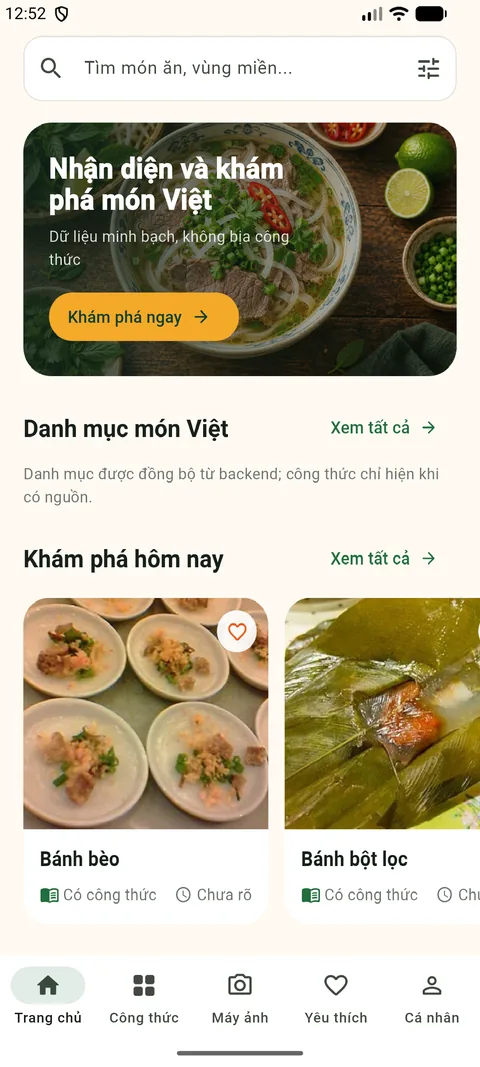 12:52
Tìm món ăn, vùng miền...
Nhận diện và khám
phá món Việt
Dữ liệu minh bạch, không bịa công
thức
Khám phá ngay
Danh mục món Việt
Xem tất cả
Danh mục được đồng bộ từ backend; công thức chỉ hiện khi
có nguồn.
Khám phá hôm nay
Xem tất cả
Bánh bèo
Có công thức
Chưa rõ
Bánh bột lọc
Có công thức
Trang chủ
Công thức
Máy ảnh
Yêu thích
Cá nhân